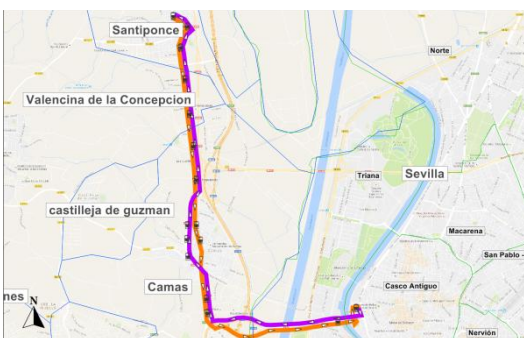 Santiponce
Norte
Valencina de la Concepcion
Triana
Sevilla
castilleja de guzman
Macarena
San Pablo -
Camas
Casco Antiguo
nes
N
Nervión